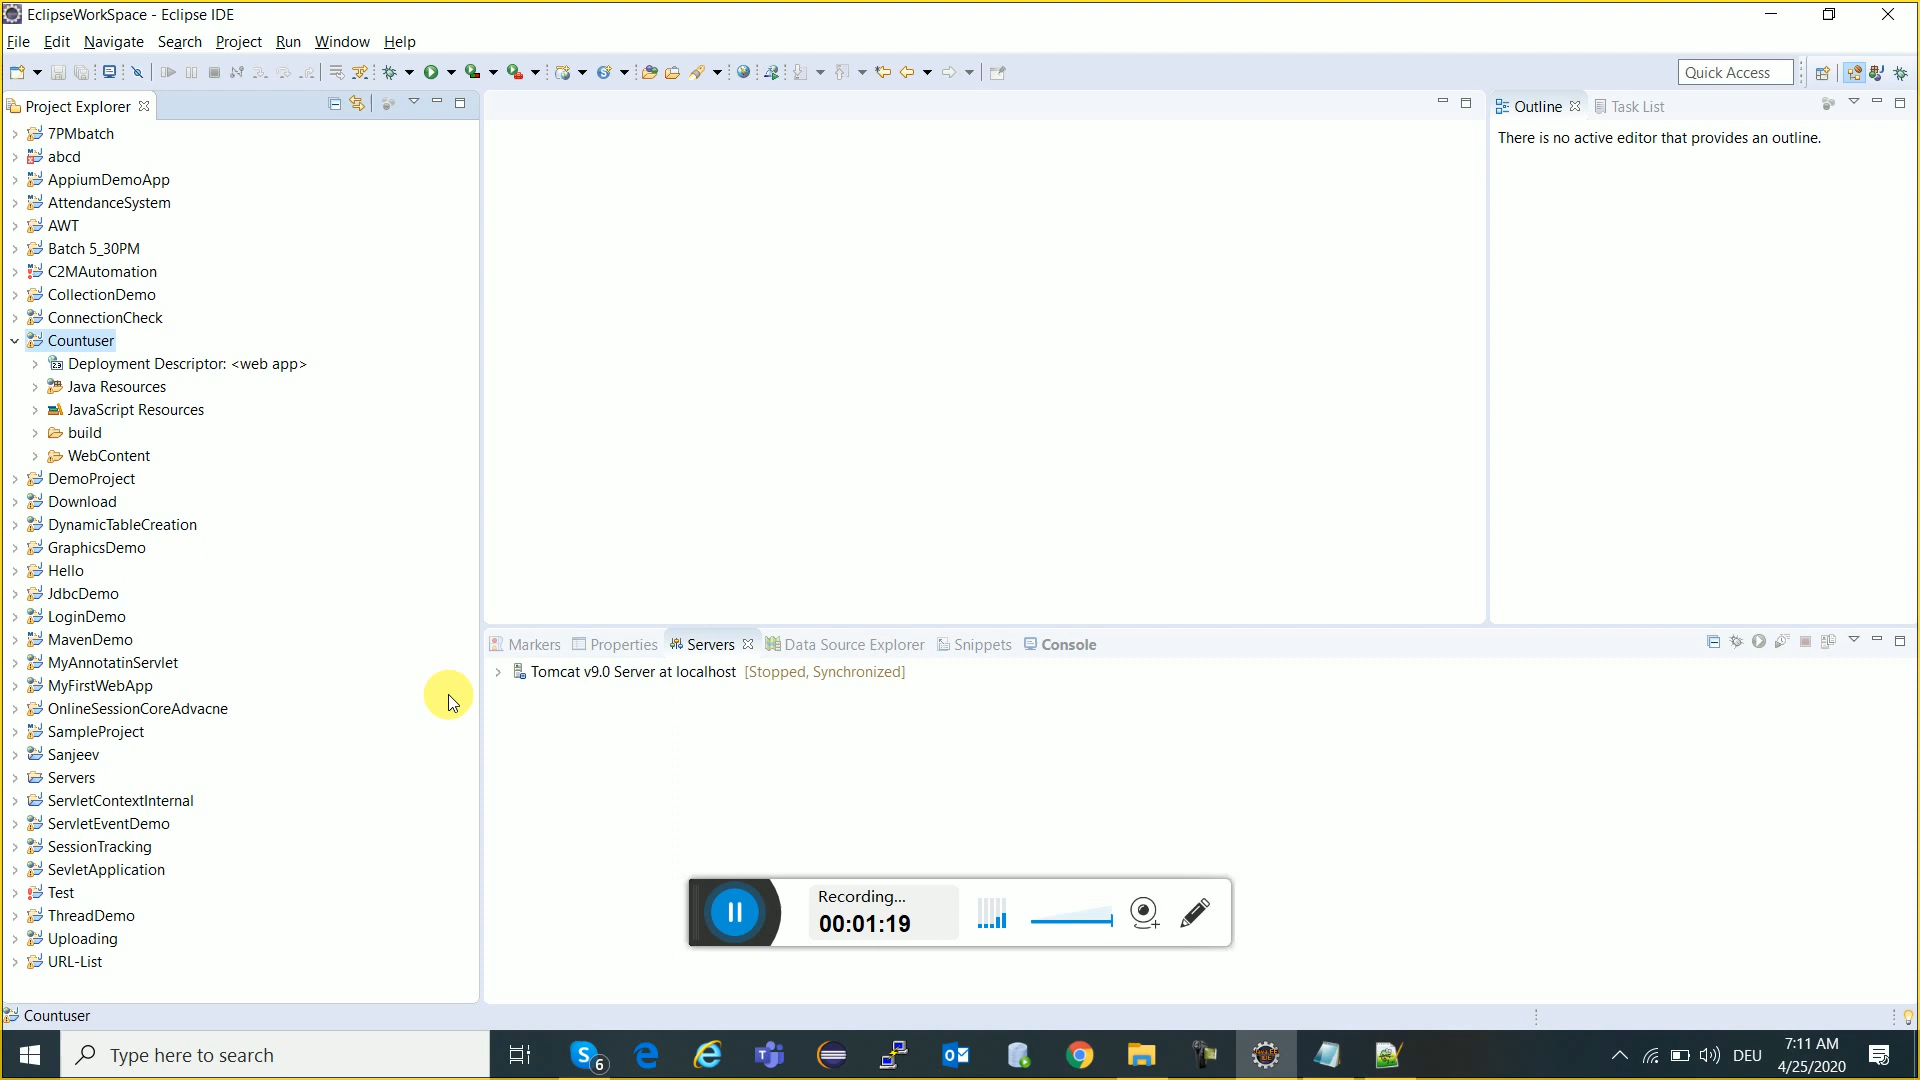 EclipseWorkSpace - Eclipse IDE
File Edit Navigate Search Project Run Window Help
Quick Access
Project Explorer
7PMbatch
abcd
AppiumDemoApp
AttendanceSystem
AWT
Batch 5_30PM
C2MAutomation
CollectionDemo
ConnectionCheck
Countuser
Deployment Descriptor: <web app>
Java Resources
JavaScript Resources
build
WebContent
DemoProject
Download
DynamicTableCreation
GraphicsDemo
Hello
JdbcDemo
LoginDemo
MavenDemo
MyAnnotatinServlet
MyFirstWebApp
OnlineSessionCoreAdvacne
SampleProject
Sanjeev
Servers
ServletContextInternal
ServletEventDemo
SessionTracking
SevletApplication
Test
ThreadDemo
Uploading
URL-List
Outline Task List
There is no active editor that provides an outline.
Markers Properties Servers Data Source Explorer Snippets Console
Tomcat v9.0 Server at localhost [Stopped, Synchronized]
Recording...
00:01:19
Countuser
Type here to search
6
DEU
7:11 AM
4/25/2020